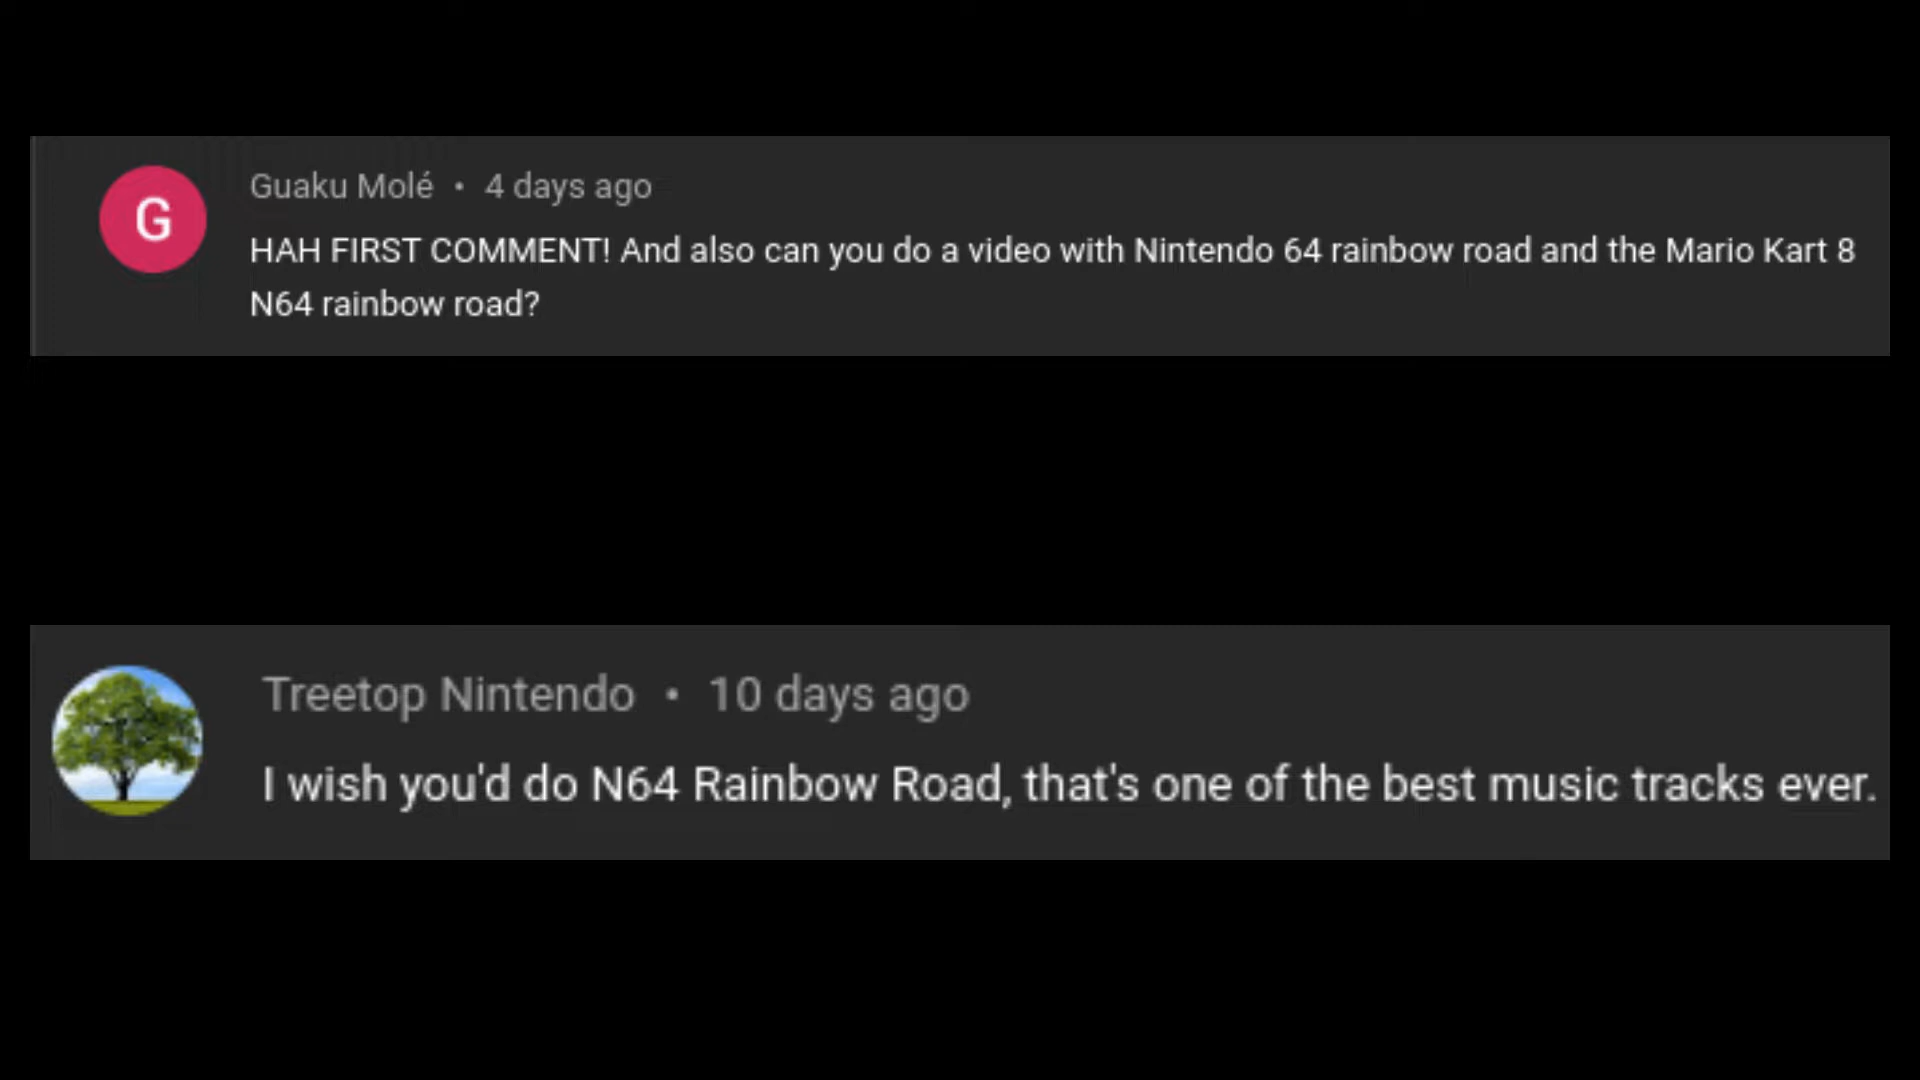 G
Guaku Molé • 4 days ago
HAH FIRST COMMENT! And also can you do a video with Nintendo 64 rainbow road and the Mario Kart 8
N64 rainbow road?
Treetop Nintendo • 10 days ago
I wish you'd do N64 Rainbow Road, that's one of the best music tracks ever.